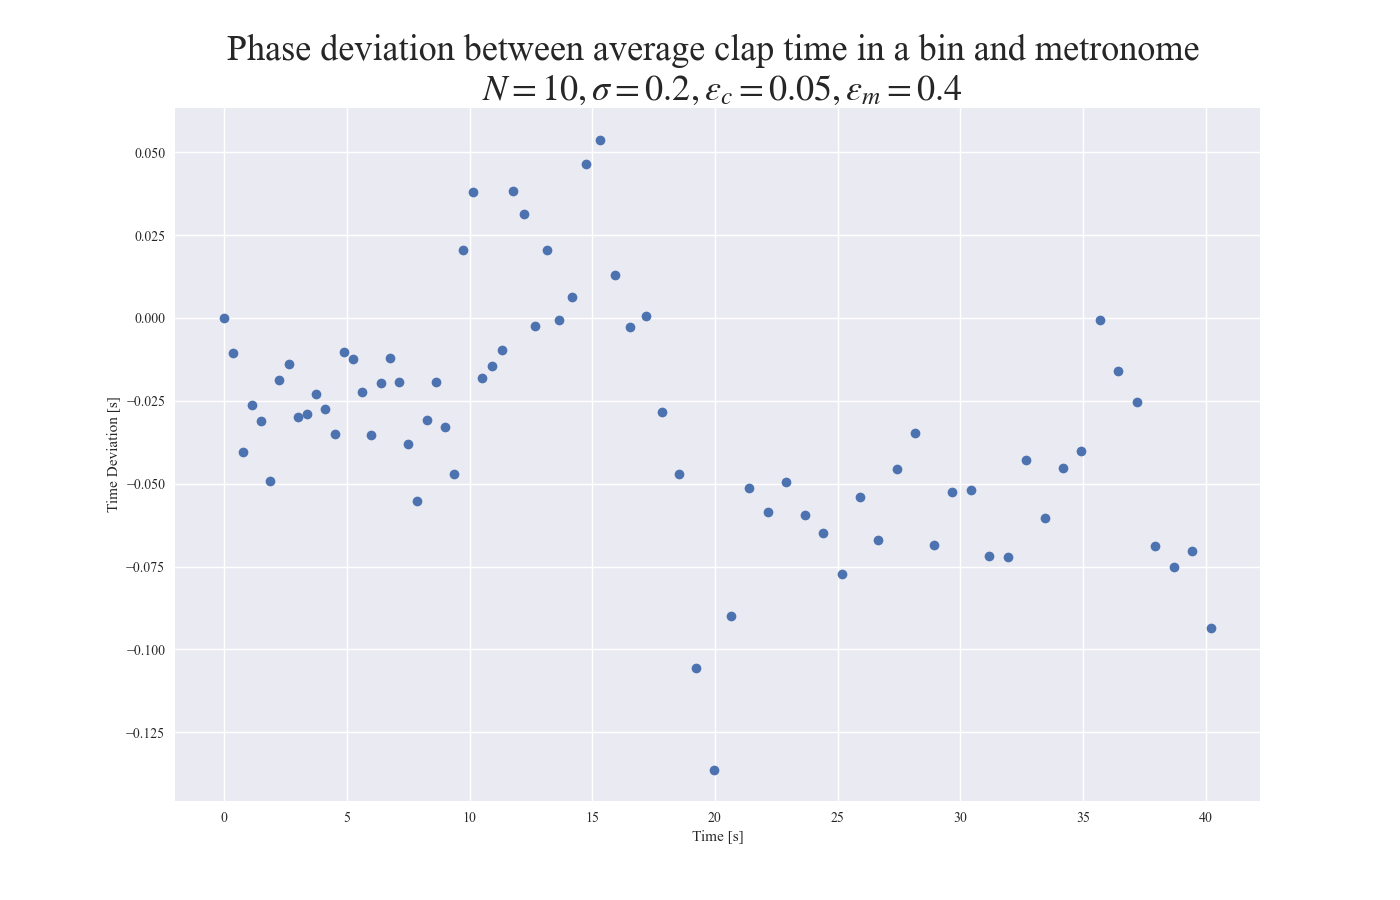 Phase deviation between average clap time in a bin and metronome
N = 10, σ = 0.2, ε_c = 0.05, ε_m = 0.4
0.050
0.025
0.000
−0.025
−0.050
−0.075
−0.100
−0.125
Time Deviation [s]
0 5 10 15 20 25 30 35 40
Time [s]